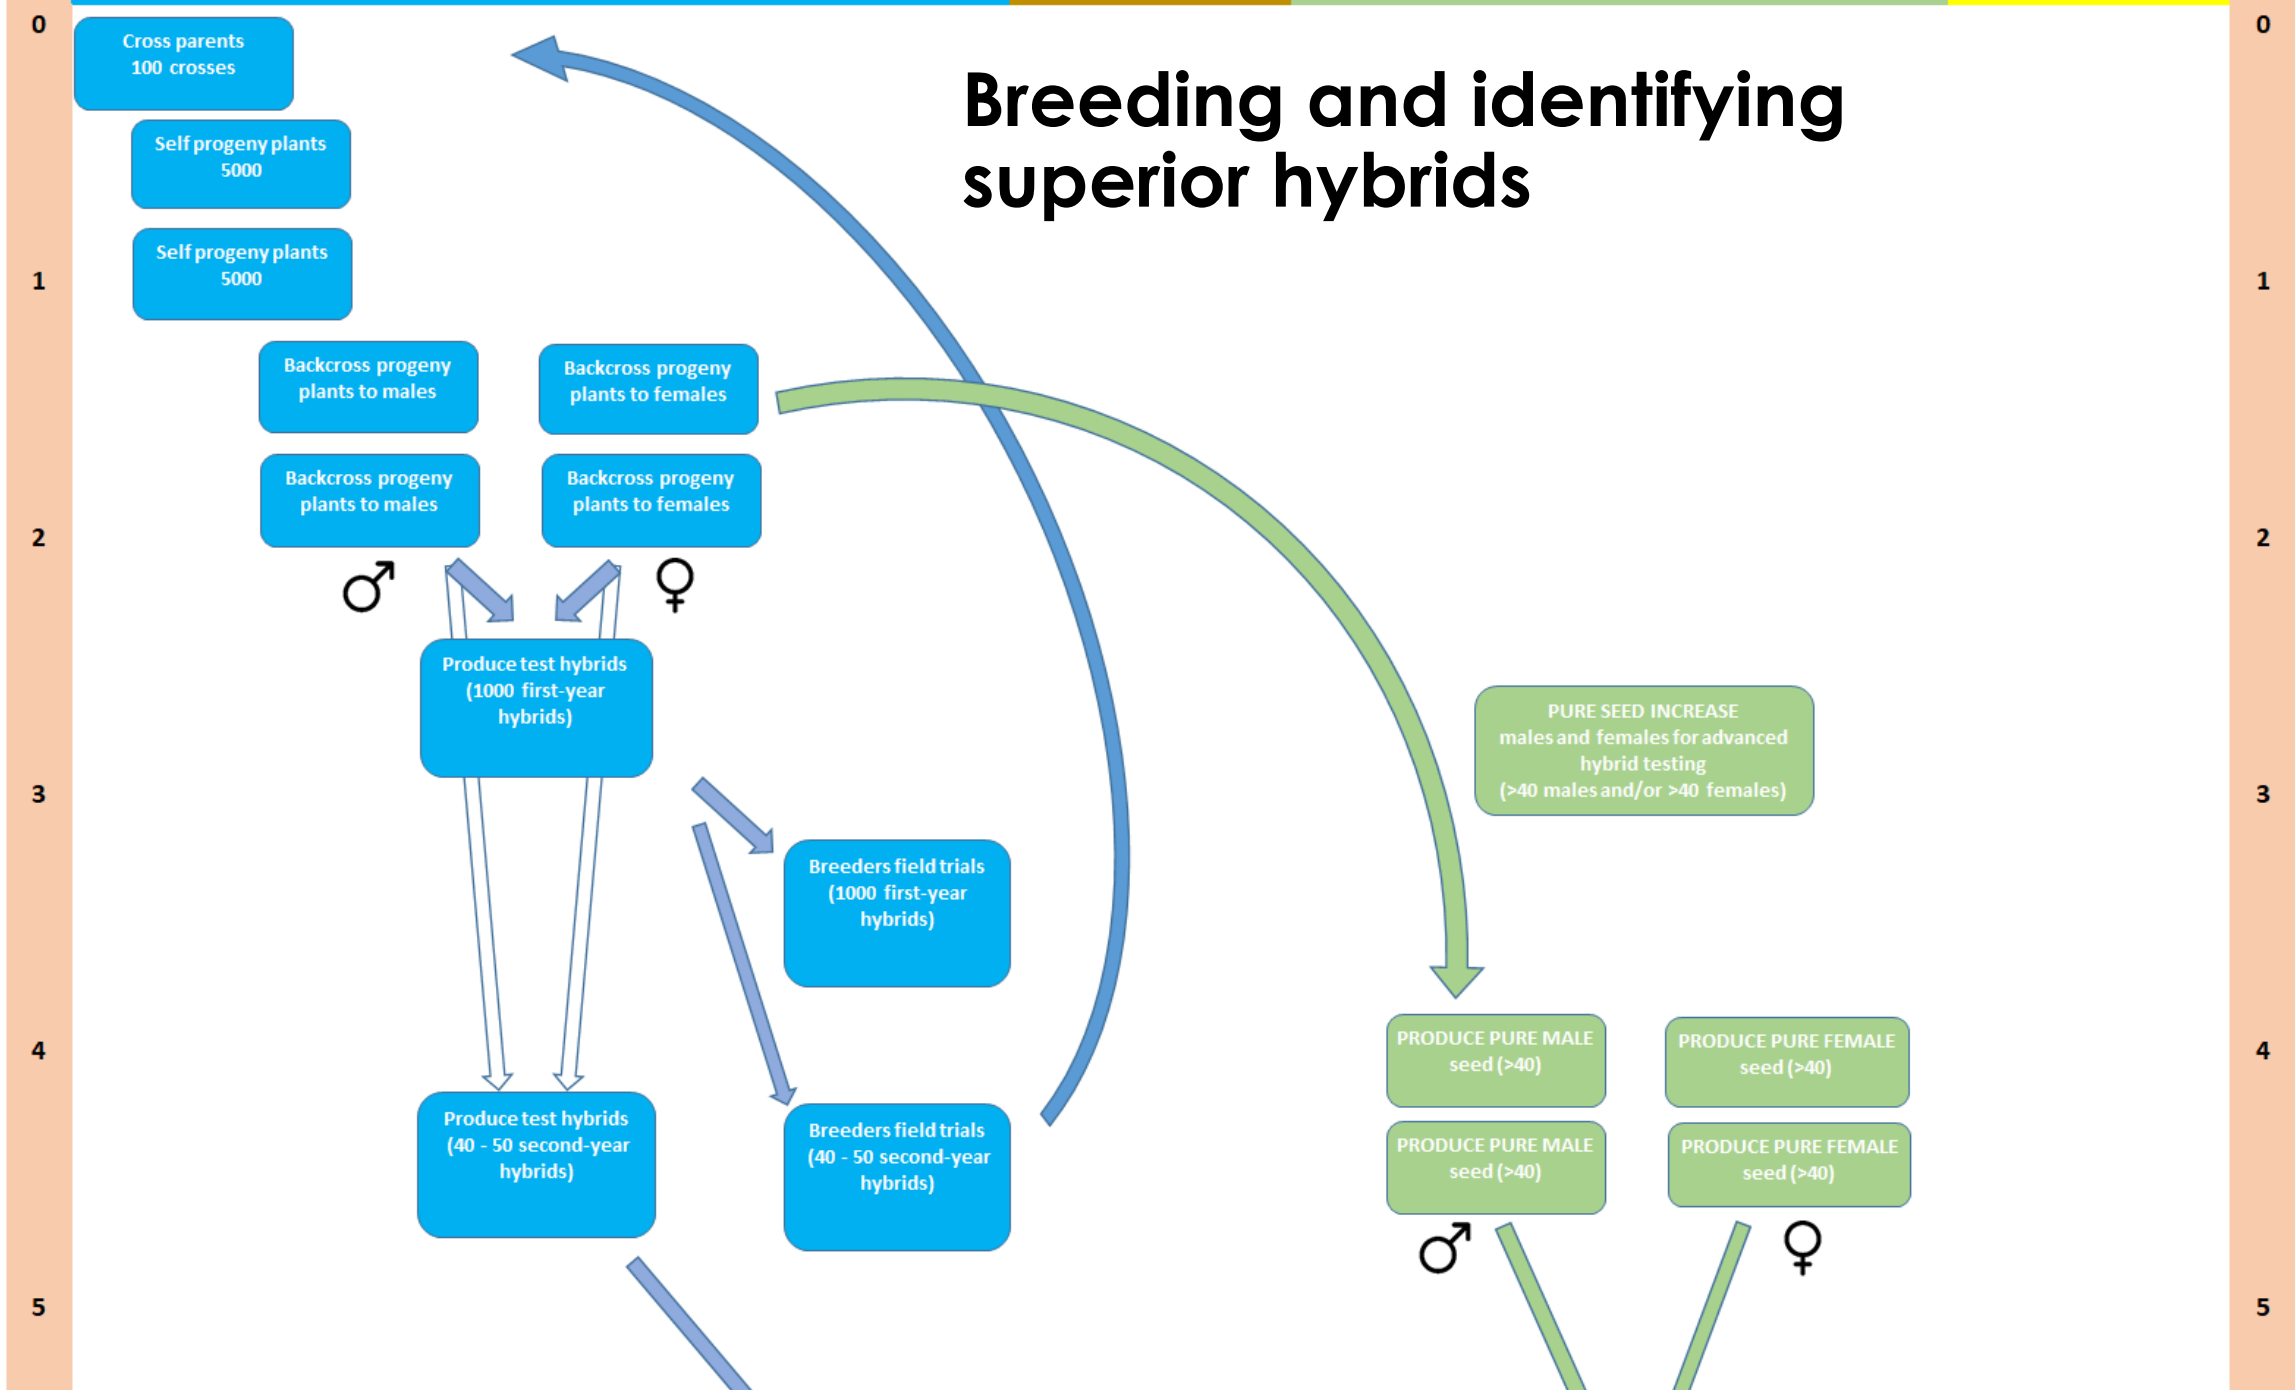 0
0
Cross parents
100 crosses
Breeding and identifying
superior hybrids
Self progeny plants
5000
Self progeny plants
5000
1
1
Backcross progeny
plants to males
Backcross progeny
plants to females
Backcross progeny
plants to males
Backcross progeny
plants to females
2
2
Produce test hybrids
(1000 first-year
hybrids)
PURE SEED INCREASE
males and females for advanced
hybrid testing
(>40 males and/or >40 females)
3
3
Breeders field trials
(1000 first-year
hybrids)
4
4
PRODUCE PURE MALE
seed (>40)
PRODUCE PURE FEMALE
seed (>40)
Produce test hybrids
(40 - 50 second-year
hybrids)
Breeders field trials
(40 - 50 second-year
hybrids)
PRODUCE PURE MALE
seed (>40)
PRODUCE PURE FEMALE
seed (>40)
5
5